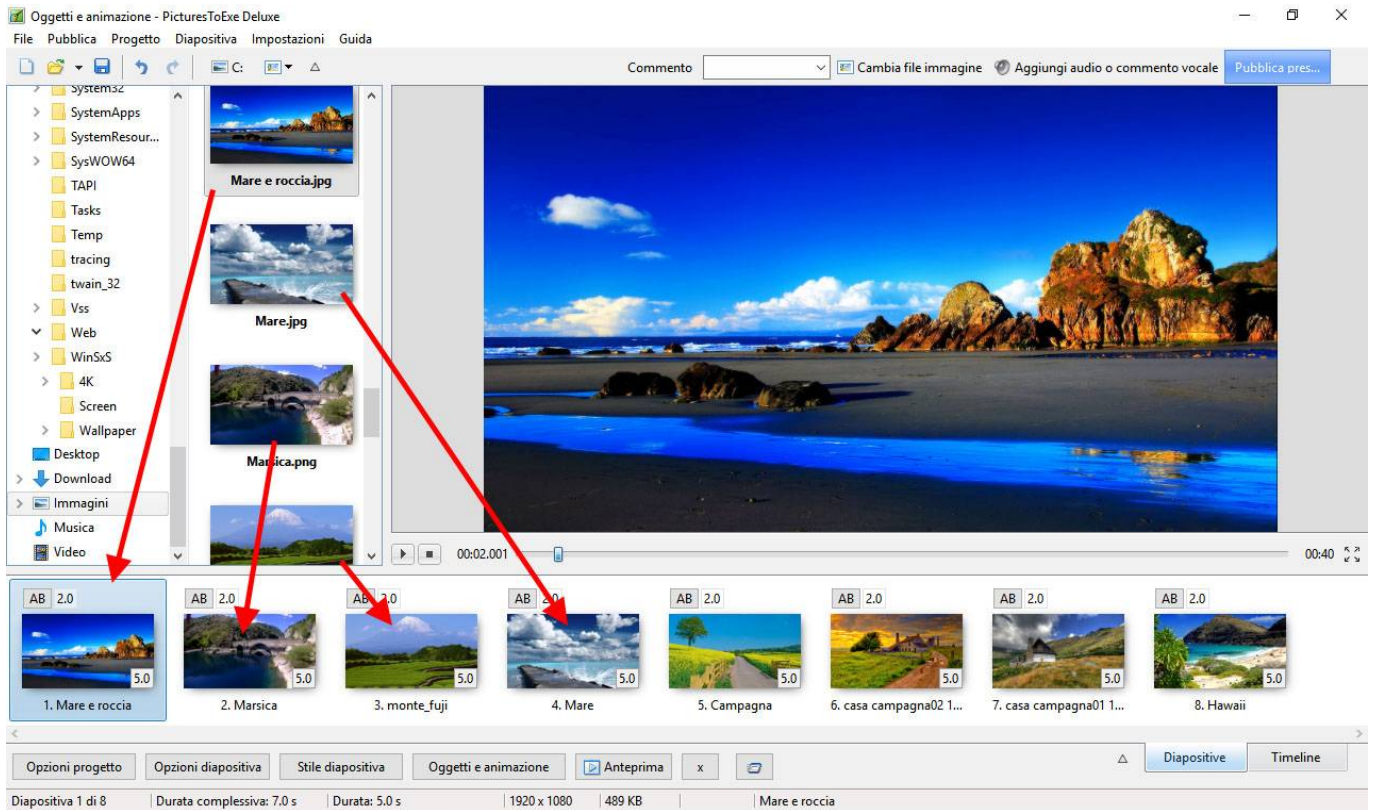 Oggetti e animazione - PicturesToExe Deluxe
File Pubblica Progetto Diapositiva Impostazioni Guida
C: Commento Cambia file immagine Aggiungi audio o commento vocale Pubblica pres...
System32
SystemApps
SystemResour...
SysWOW64
TAPI
Tasks
Temp
tracing
twain_32
Vss
Web
WinSxS
4K
Screen
Wallpaper
Desktop
Download
Immagini
Musica
Video
Mare e roccia.jpg
Mare.jpg
Marsica.png
00:02.001 00:40
AB 2.0 AB 2.0 AB 2.0 AB 2.0 AB 2.0 AB 2.0 AB 2.0 AB 2.0
5.0 5.0 5.0 5.0 5.0 5.0 5.0 5.0
1. Mare e roccia 2. Marsica 3. monte_fuji 4. Mare 5. Campagna 6. casa campagna02 1... 7. casa campagna01 1... 8. Hawaii
Opzioni progetto Opzioni diapositiva Stile diapositiva Oggetti e animazione Anteprima x Diapositive Timeline
Diapositiva 1 di 8 Durata complessiva: 7.0 s Durata: 5.0 s 1920 x 1080 489 KB Mare e roccia